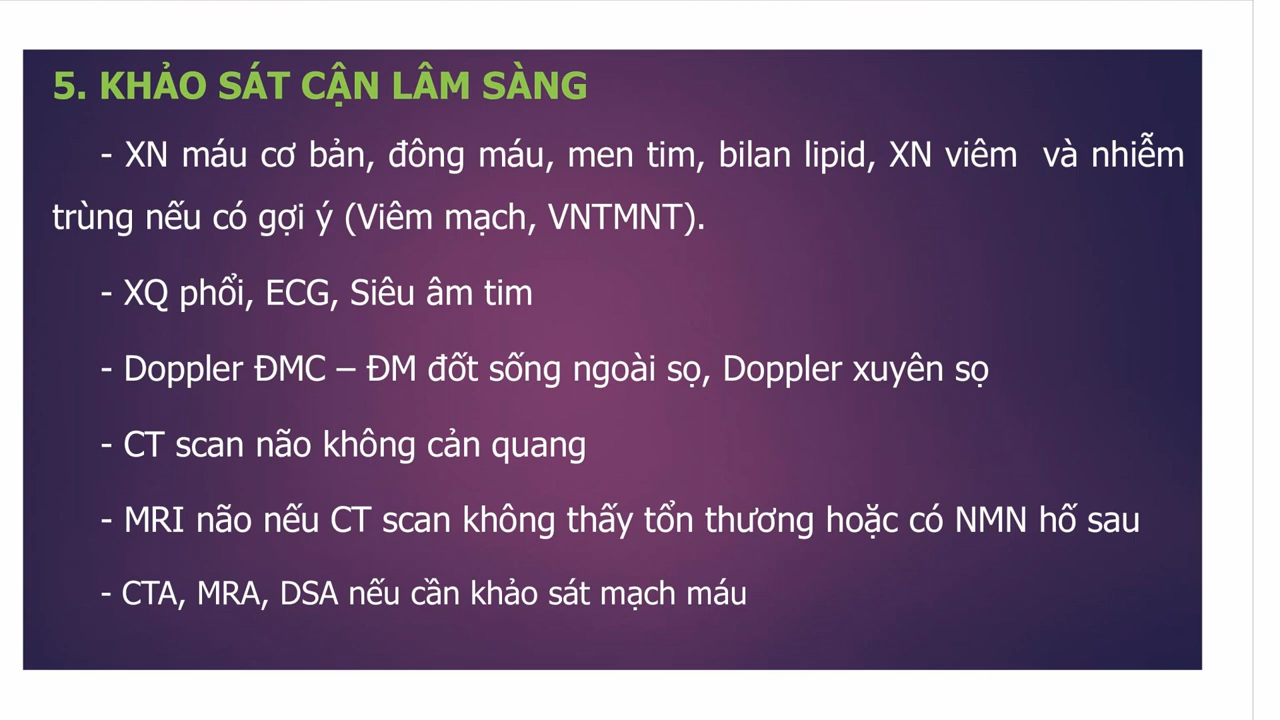 5. KHẢO SÁT CẬN LÂM SÀNG
- XN máu cơ bản, đông máu, men tim, bilan lipid, XN viêm và nhiễm
trùng nếu có gợi ý (Viêm mạch, VNTMNT).
- XQ phổi, ECG, Siêu âm tim
- Doppler ĐMC – ĐM đốt sống ngoài sọ, Doppler xuyên sọ
- CT scan não không cản quang
- MRI não nếu CT scan không thấy tổn thương hoặc có NMN hố sau
- CTA, MRA, DSA nếu cần khảo sát mạch máu